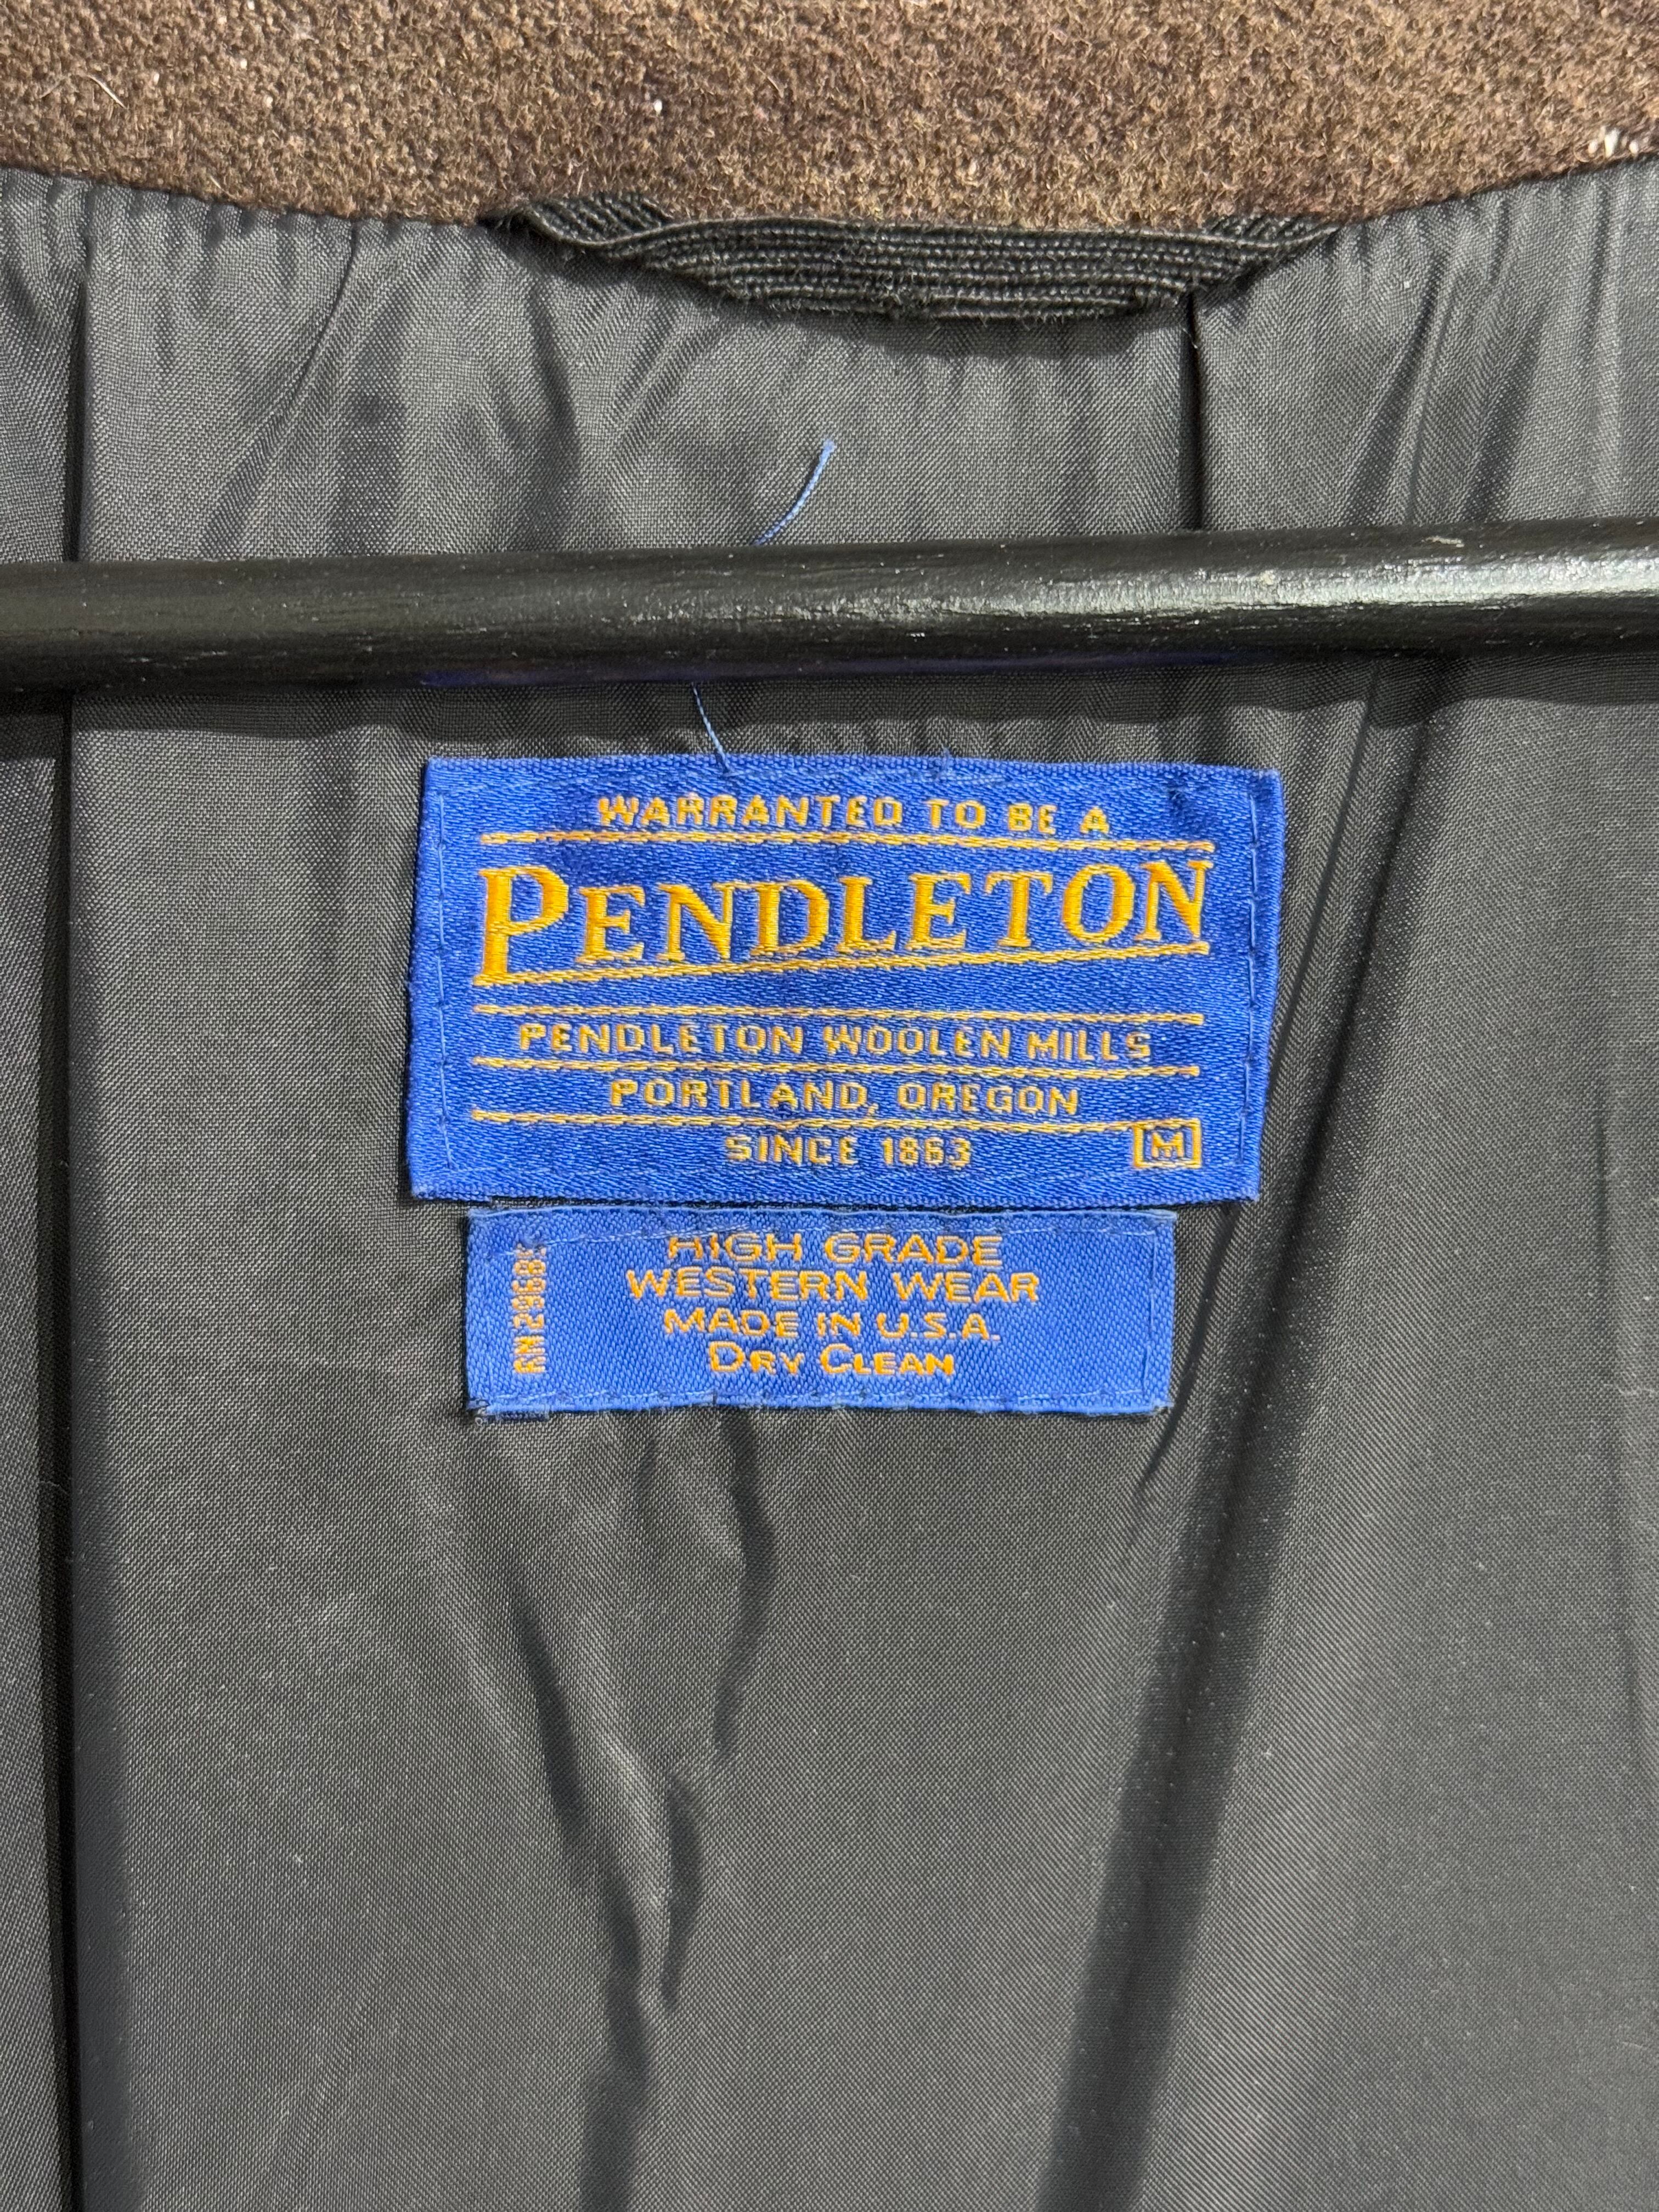 WARRANTED TO BE A
PENDLETON
PENDLETON WOOLEN MILLS
PORTLAND, OREGON
SINCE 1863
M
HIGH GRADE
WESTERN WEAR
MADE IN U.S.A.
DRY CLEAN